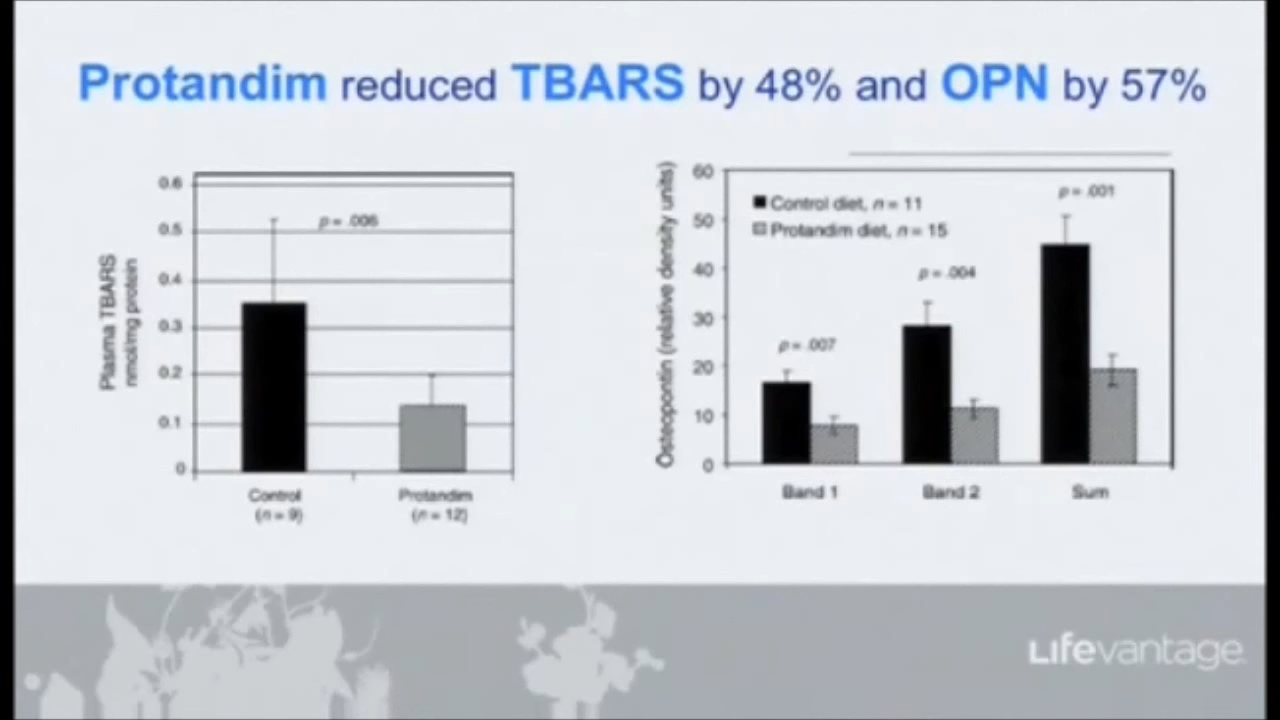 Protandim reduced TBARS by 48% and OPN by 57%
Plasma TBARS
nmol/mg protein
0.6
0.5
0.4
0.3
0.2
0.1
0
p = .006
Control
(n = 9)
Protandim
(n = 12)
Osteopontin (relative density units)
60
50
40
30
20
10
0
Control diet, n = 11
Protandim diet, n = 15
p = .007
p = .004
p = .001
Band 1
Band 2
Sum
Lifevantage